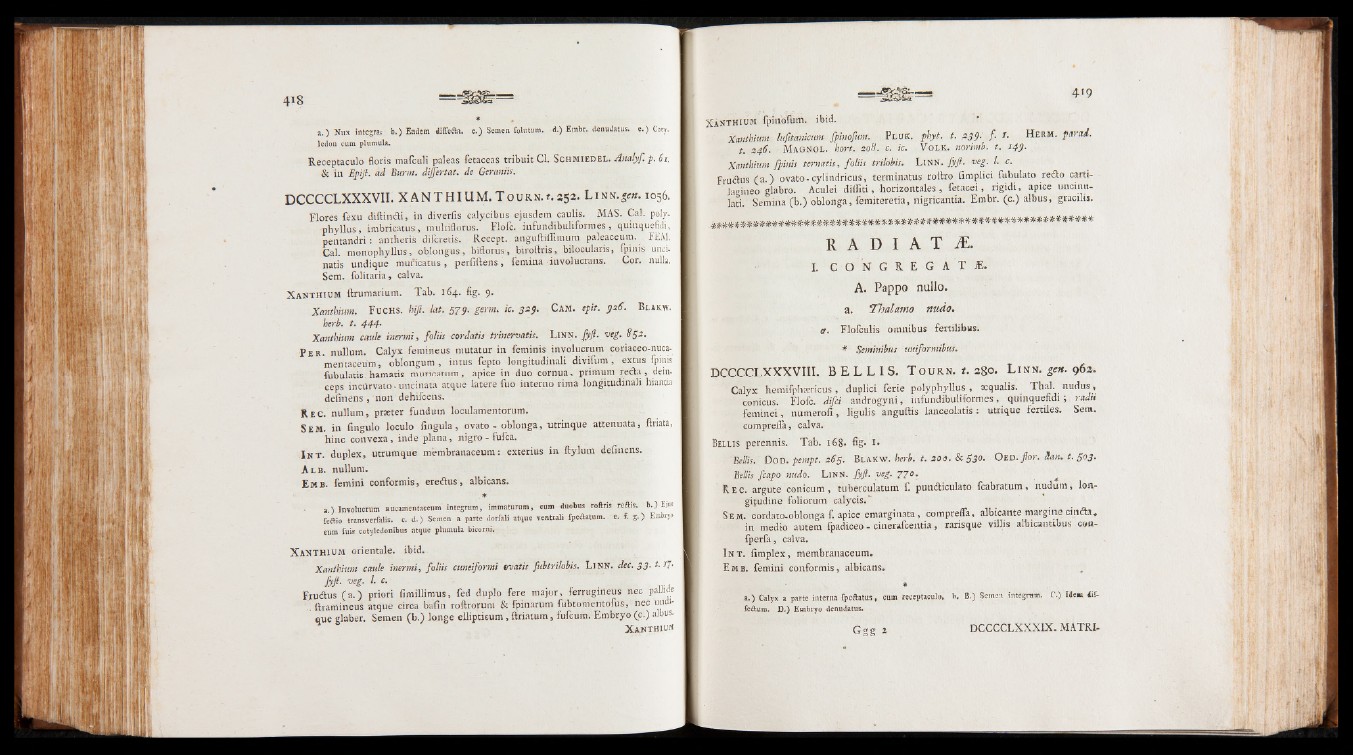 418
*
a.) Nux integra. b.) Eadem dissecta. c.) Semen solutum. d.) Embr. denudatus. e.) Coty-
ledon cum plumula.
Receptaculo floris masculi paleas setaceas tribuit Cl. SCHMIEDEL. Analys. p. 61.
& in Epist. ad Burm. dissertat. de Geraniis.
DCCCCLXXXVII. XANTHIUM. TOURN. t. 252. LINN. gen. 1056.
Flores sexu distincti, in diversis calycibus ejusdem caulis. MAS. Cal. poly-
phyllus, imbricatus, multiflorus. Flosc. infundibuliformes, quinquefidi,
pentandri: antheris discretis. Recept. angustissimum paleaceum. FEM.
Cal. monophyllus, oblongus, biflorus, birostris, bilocularis, spinis unci-
natis undique muricatus, persistens, semina involucrans. Cor. nulla.
Sem. solitaria, calva.
XANTHIUM strumarium. Tab. 164. fig. 9.
Xanthium. FUCHS. hist. lat. 579. germ. ic. 329. CAM. epit. 926. BLAKW.
herb. t. 444.
Xanthium caule inermi, foliis cordatis trinervatis. LINN. syst. veg. 852.
PER. nullum. Calyx femineus mutatur in feminis involucrum coriaceo-nuca-
mentaceum, oblongum, intus septo longitudinali divisum, extus spinis
subulatis hamatis muricatum, apice in duo cornua, primum recta, dein-
ceps incurvato-uncinata atque latere suo interno rima longitudinali hiantia
desinens, non dehiscens.
REC. nullum, præter fundum loculamentorum.
SEM. in singulo loculo singula, ovato-oblonga, utrinque attenuata, striata,
hinc convexa, inde plana, nigro-fusca.
INT. duplex, utrumque membranaceum: exterius in stylum desinens.
ALB. nullum.
EMB. semini conformis, erectus, albicans.
*
a.) Involucrum nucamentaceum integrum, immaturum, cum duobus rostris rectis. b.) Ejus
sectio transversalis. c. d.) Semen a parte dorsali atque ventrali spectatum. e. f. g.) Embryo
cum suis cotyledonibus atque plumula bicorni.
XANTHIUM orientale. ibid.
Xanthium caule inermi, foliis cuneiformi ovatis subtrilobis. LINN. dec. 33. t. 17.
syst. veg. l. c.
Fructus (a.) priori simillimus, sed duplo fere major, ferrugineus nec pallide
stramineus atque circa basin rostrorum & spinarum subtomentosus, nec undi-
que glaber. Semen (b.) longe ellipticum, striatum, fuscum. Embryo (c.) albus.
XANTHIUM
419
XANTHIUM spinosum. ibid.
Xanthium lusitanicum spinosum. PLUK. phyt. t. 239. f. 1. HERM. parad.
t. 246. MAGNOL. hort. 208. c. ic. VOLK. norimb. t. 149.
Xanthium spinis ternatis, foliis trilobis. LINN. syst. veg. l. c.
Fructus (a.) ovato-cylindricus, terminatus rostro simplici subulato recto carti-
lagineo glabro. Aculei dissiti, horizontales, setacei, rigidi, apice uncinu-
lati. Semina (b.) oblonga, semiteretia, nigricantia. Embr. (c.) albus, gracilis.
RADIATÆ.
I. CONGREGATÆ.
A. Pappo nullo.
a. Thalamo nudo.
α. Flosculis omnibus fertilibus.
* Seminibus uniformibus.
DCCCCLXXXVIII. BELLIS. TOURN. t. 280. LINN. gen. 962.
Calyx hemisphæricus, duplici serie polyphyllus, æqualis. Thal. nudus,
conicus. Flosc. disci androgyni, infundibuliformes, quinquefidi; radii
feminei, numerosi, ligulis angustis lanceolatis: utrique fertiles. Sem.
compressa, calva.
BELLIS perennis. Tab. 168. fig. 1.
Bellis. DOD. pempt. 265. BLAKW. herb. t. 200. & 530. OED. flor. dan. t. 503.
Bellis scapo nudo. LINN. syst. veg. 770.
REC. argute conicum, tuberculatum s. puncticulato scabratum, nudum, lon-
gitudine foliorum calycis.
SEM. cordato-oblonga s. apice emarginata, compressa, albicante margine cincta,
in medio autem spadiceo-cinerascentia, rarisque villis albicantibus con-
spersa, calva.
INT. simplex, membranaceum.
EMB. semini conformis, albicans.
*
a.) Calyx a parte interna spectatus, cum receptaculo. b. B.) Semen integrum. C.) Idem dis-
sectum. D.) Embryo denudatus.
Ggg 2 DCCCCLXXXIX. MATRI-